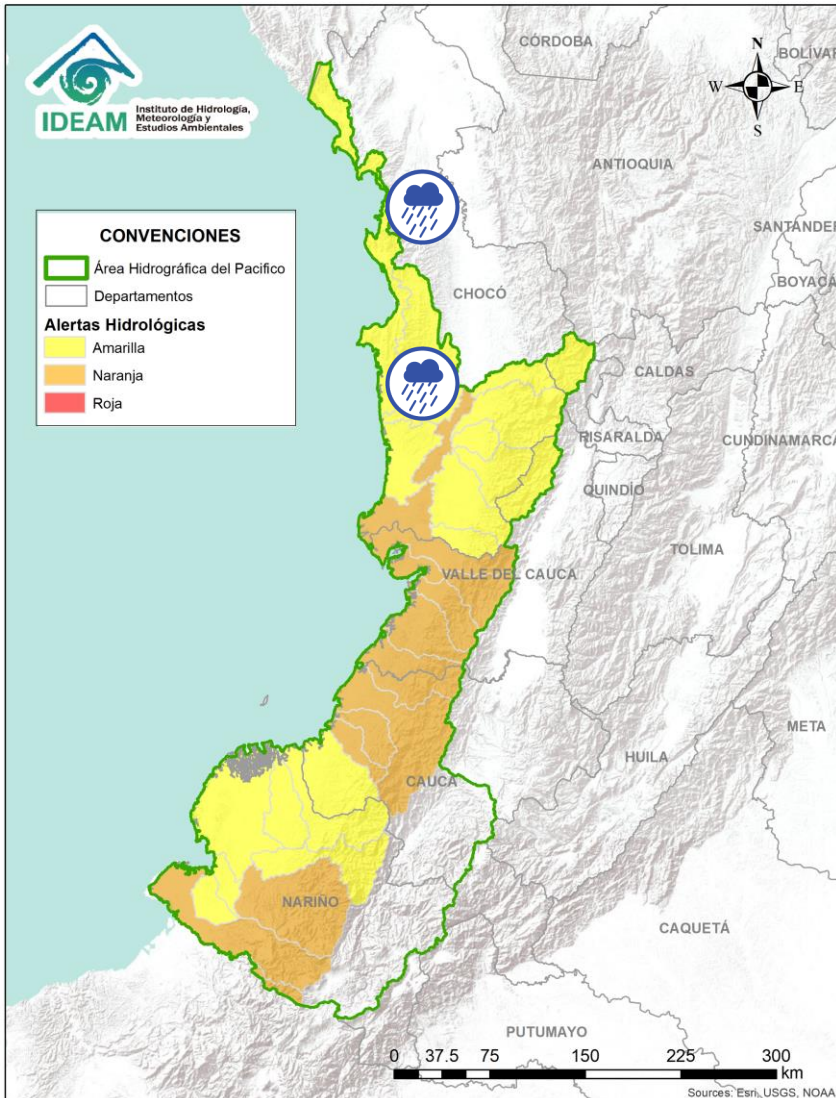 IDEAM
Instituto de Hidrología,
Meteorología y
Estudios Ambientales
CÓRDOBA
BOLÍVAR
N
W
E
S
ANTIOQUIA
SANTANDER
BOYACÁ
CONVENCIONES
Área Hidrográfica del Pacifico
Departamentos
Alertas Hidrológicas
Amarilla
Naranja
Roja
CHOCÓ
CALDAS
RISARALDA
CUNDINAMARCA
QUINDÍO
TOLIMA
VALLE DEL CAUCA
META
HUILA
CAUCA
NARIÑO
CAQUETÁ
PUTUMAYO
0 37.5 75 150 225 300
km
Sources: Esri, USGS, NOAA